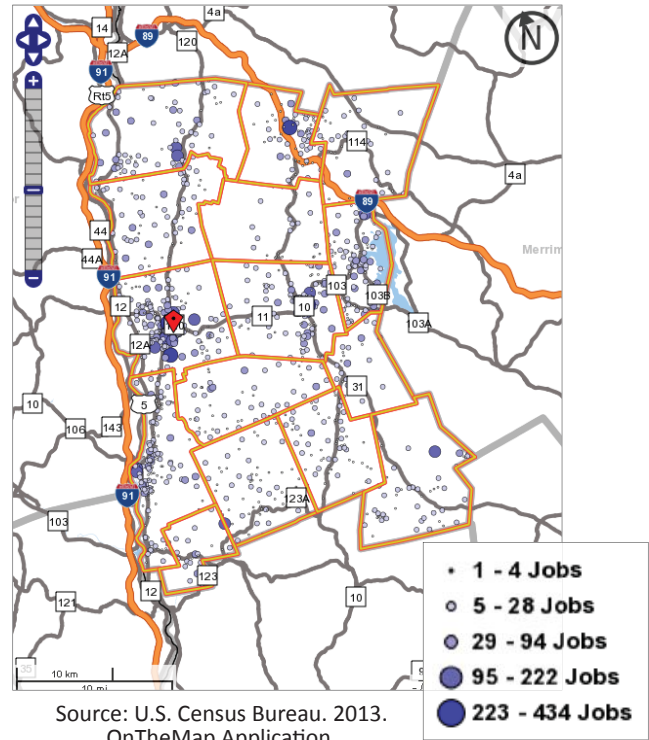 4a
14
89
120
12A
N
91
Rt5
114
4a
89
44
Merrim
44A
91
103
12
103B
10
11
103A
12A
31
10
5
143
106
91
123A
103
123
12
121
10
35
10 km
10 mi
1 - 4 Jobs
5 - 28 Jobs
29 - 94 Jobs
95 - 222 Jobs
223 - 434 Jobs
Source: U.S. Census Bureau. 2013.
OnTheMap Application